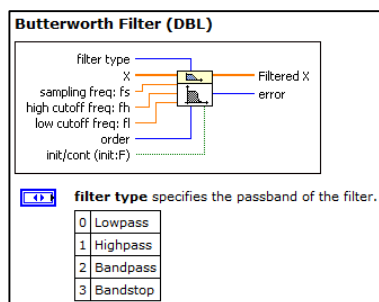 Butterworth Filter (DBL)
filter type
X
sampling freq: fs
high cutoff freq: fh
low cutoff freq: fl
order
init/cont (init:F)
Filtered X
error
filter type specifies the passband of the filter.
0 Lowpass
1 Highpass
2 Bandpass
3 Bandstop